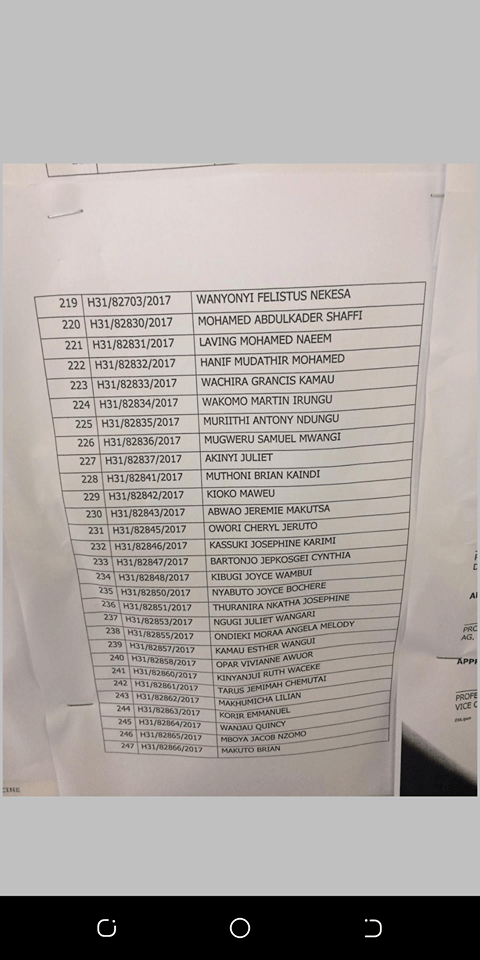 219 H31/82703/2017 WANYONYI FELISTUS NEKESA
220 H31/82830/2017 MOHAMED ABDULKADER SHAFFI
221 H31/82831/2017 LAVING MOHAMED NAEEM
222 H31/82832/2017 HANIF MUDATHIR MOHAMED
223 H31/82833/2017 WACHIRA GRANCIS KAMAU
224 H31/82834/2017 WAKOMO MARTIN IRUNGU
225 H31/82835/2017 MURIITHI ANTONY NDUNGU
226 H31/82836/2017 MUGWERU SAMUEL MWANGI
227 H31/82837/2017 AKINYI JULIET
228 H31/82841/2017 MUTHONI BRIAN KAINDI
229 H31/82842/2017 KIOKO MAWEU
230 H31/82843/2017 ABWAO JEREMIE MAKUTSA
231 H31/82845/2017 OWORI CHERYL JERUTO
232 H31/82846/2017 KASSUKI JOSEPHINE KARIMI
233 H31/82847/2017 BARTONJO JEPKOSGEI CYNTHIA
234 H31/82848/2017 KIBUGI JOYCE WAMBUI
235 H31/82850/2017 NYABUTO JOYCE BOCHERE
236 H31/82851/2017 THURANIRA NKATHA JOSEPHINE
237 H31/82853/2017 NGUGI JULIET WANGARI
238 H31/82855/2017 ONDIEKI MORAA ANGELA MELODY
239 H31/82857/2017 KAMAU ESTHER WANGUI
240 H31/82858/2017 OPAR VIVIANNE AWUOR
241 H31/82860/2017 KINYANJUI RUTH WACEKE
242 H31/82861/2017 TARUS JEMIMAH CHEMUTAI
243 H31/82862/2017 MAKHUMICHA LILIAN
244 H31/82863/2017 KORIR EMMANUEL
245 H31/82864/2017 WANJAU QUINCY
246 H31/82865/2017 MBOYA JACOB NZOMO
247 H31/82866/2017 MAKUTO BRIAN
PRO
AG.
APPR
PROFE
VICE C
CINE